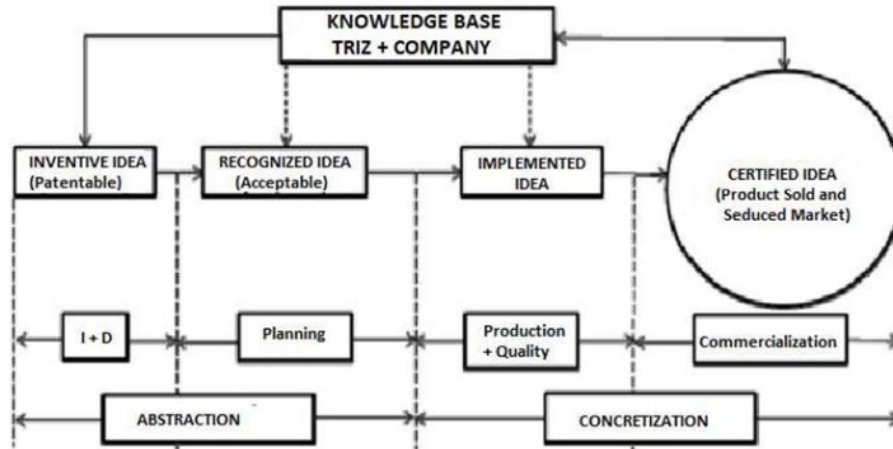 KNOWLEDGE BASE
TRIZ + COMPANY
INVENTIVE IDEA
(Patentable)
RECOGNIZED IDEA
(Acceptable)
IMPLEMENTED
IDEA
CERTIFIED IDEA
(Product Sold and
Seduced Market)
I + D
Planning
Production
+ Quality
Commercialization
ABSTRACTION
CONCRETIZATION